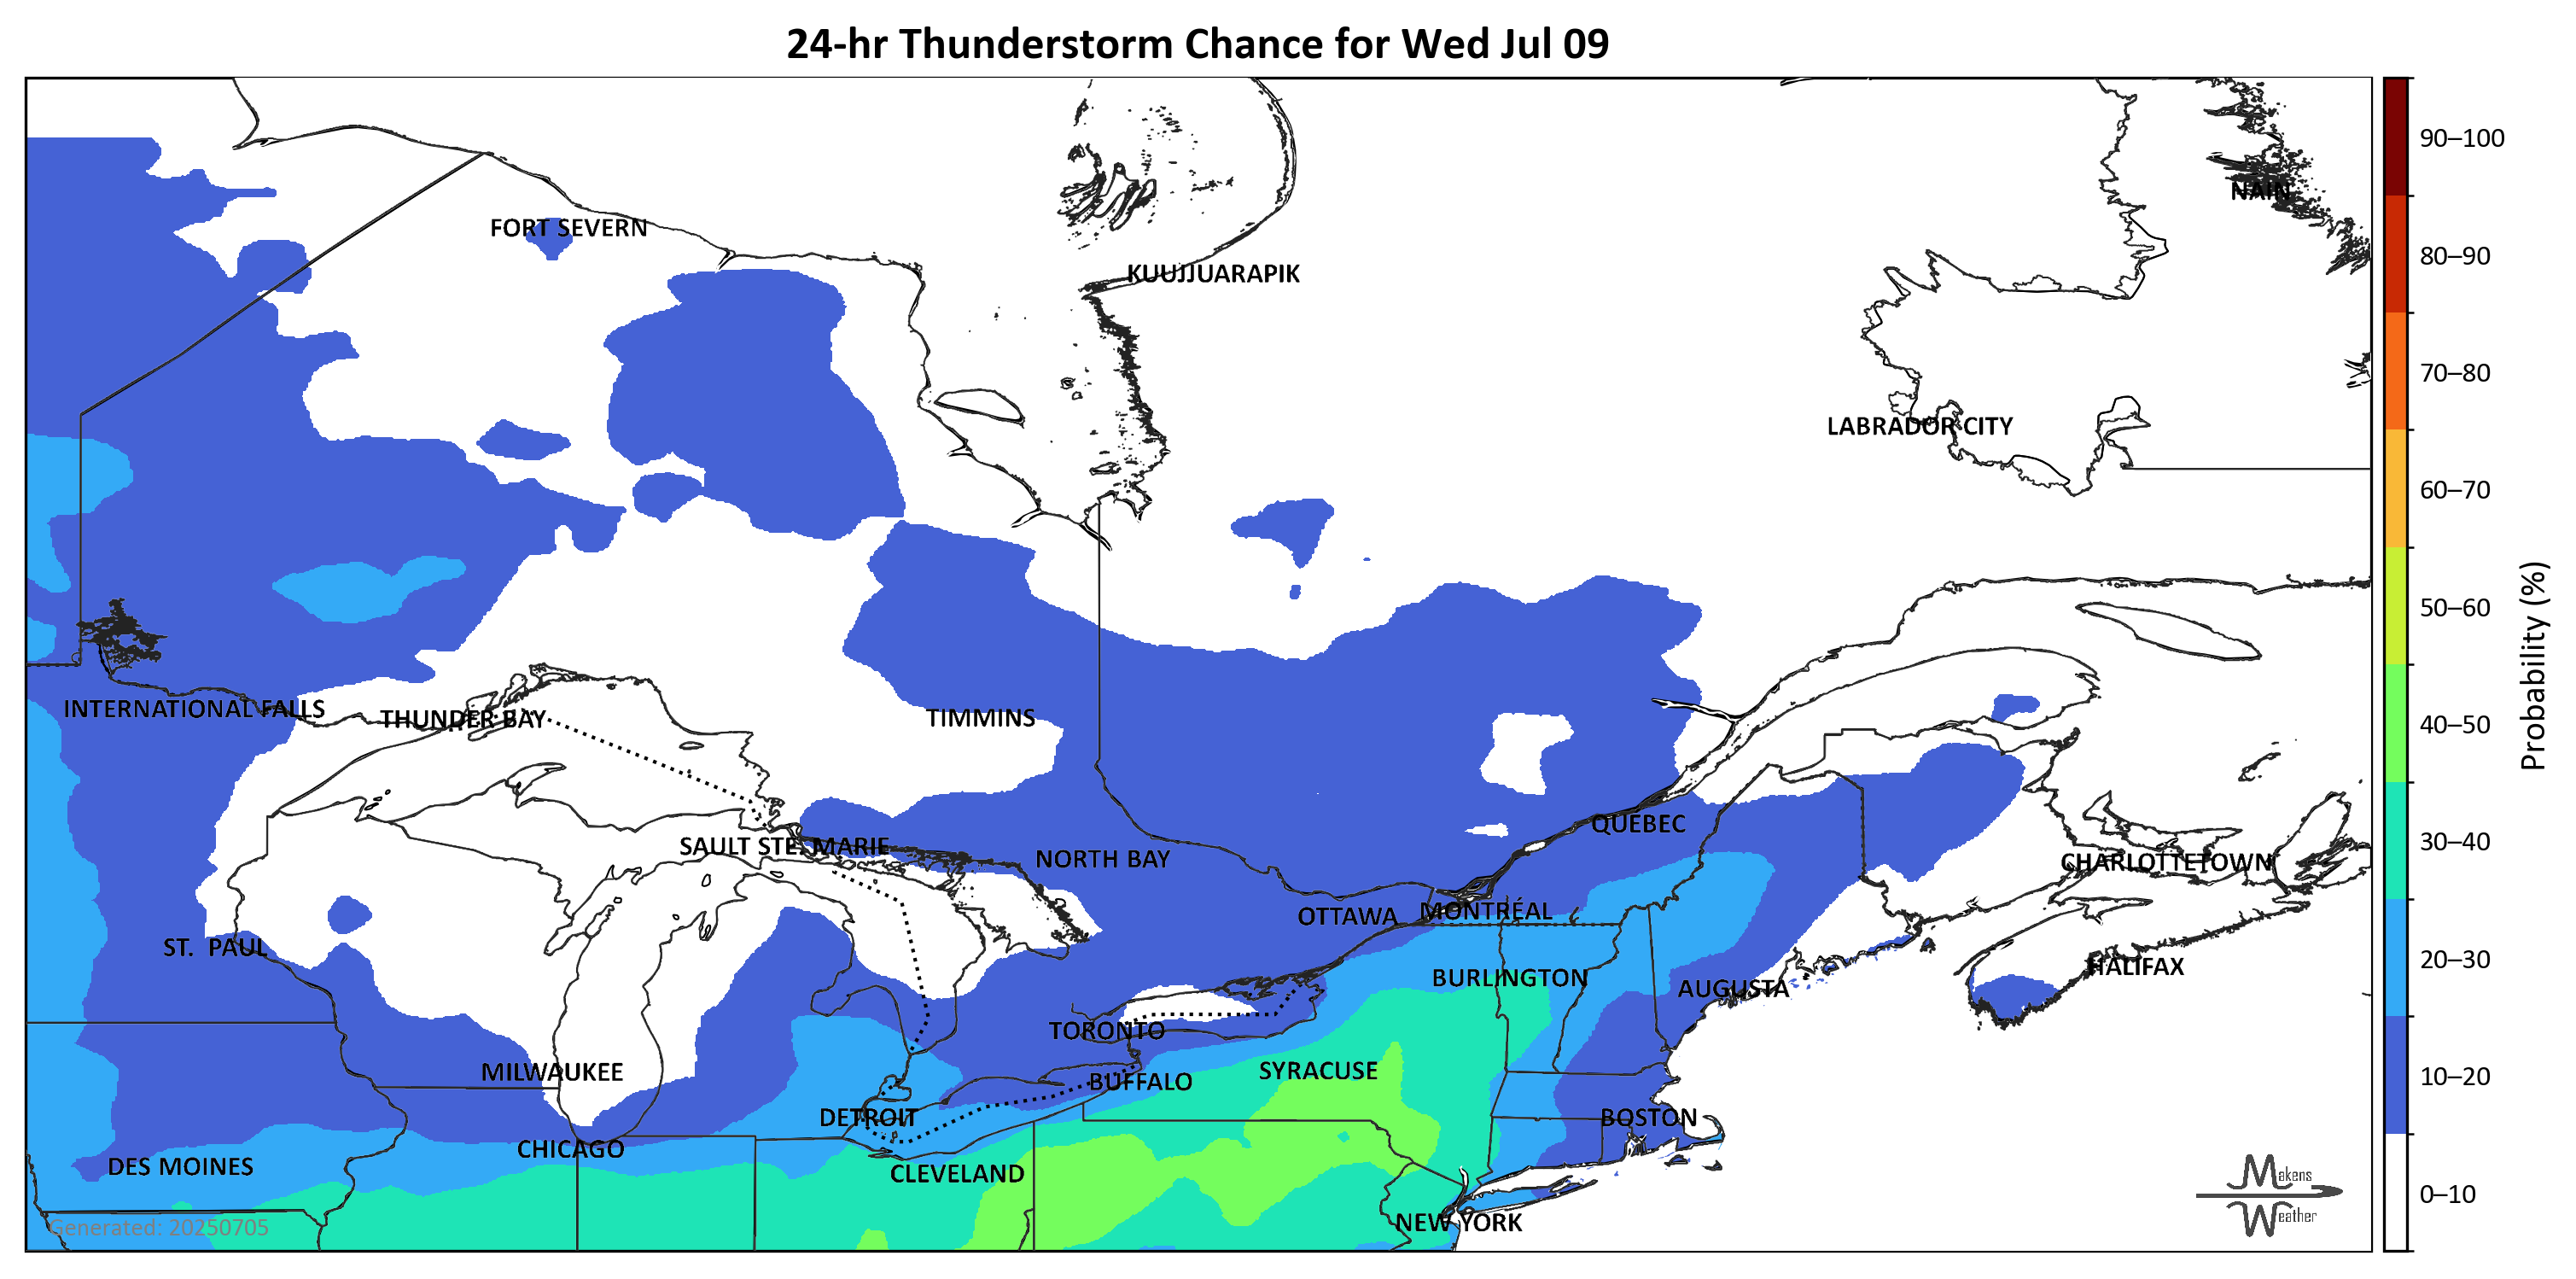 24-hr Thunderstorm Chance for Wed Jul 09
90–100
NAIN
FORT SEVERN
80–90
KUUJJUARAPIK
70–80
LABRADOR CITY
60–70
50–60
Probability (%)
INTERNATIONAL FALLS
THUNDER BAY
TIMMINS
40–50
QUEBEC
SAULT STE. MARIE
NORTH BAY
30–40
CHARLOTTETOWN
OTTAWA
MONTRÉAL
ST. PAUL
20–30
HALIFAX
BURLINGTON
AUGUSTA
TORONTO
MILWAUKEE
SYRACUSE
BUFFALO
10–20
DETROIT
BOSTON
CHICAGO
DES MOINES
CLEVELAND
Makens
Weather
0–10
Generated: 20250705
NEW YORK